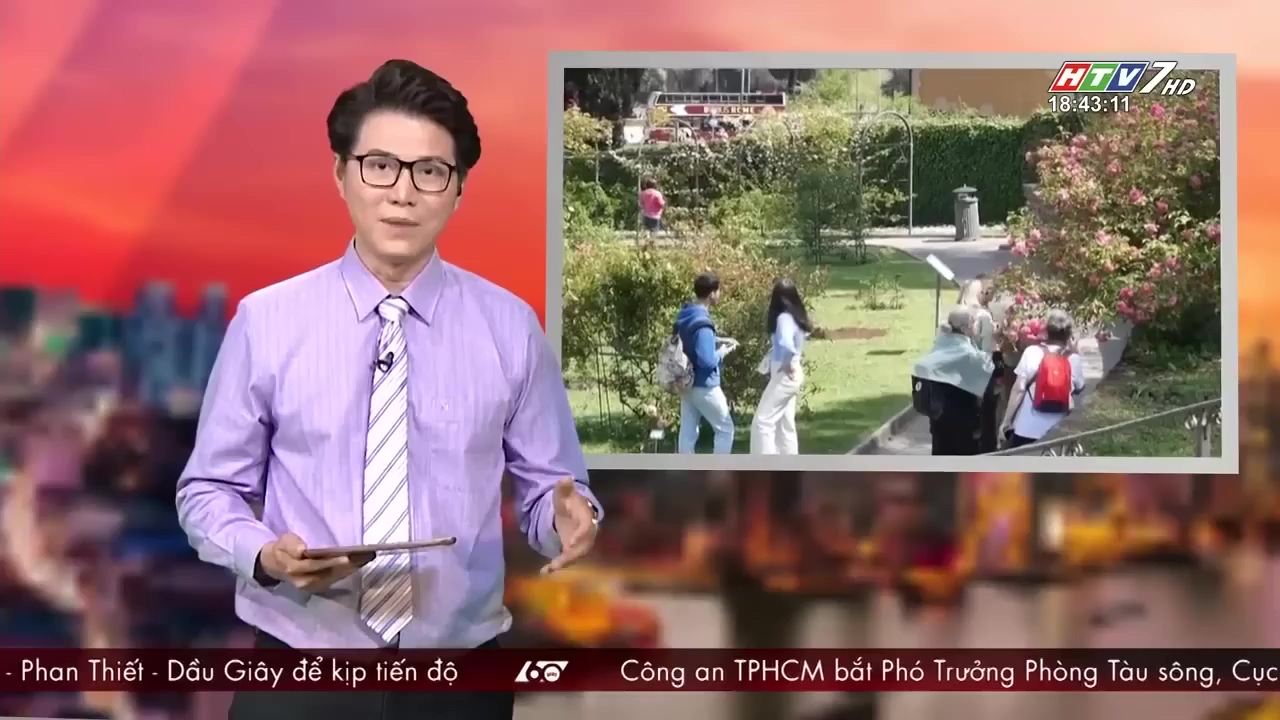 HTV7 HD
18:43:11
- Phan Thiết - Dầu Giây để kịp tiến độ
60
Công an TPHCM bắt Phó Trưởng Phòng Tàu sông, Cục